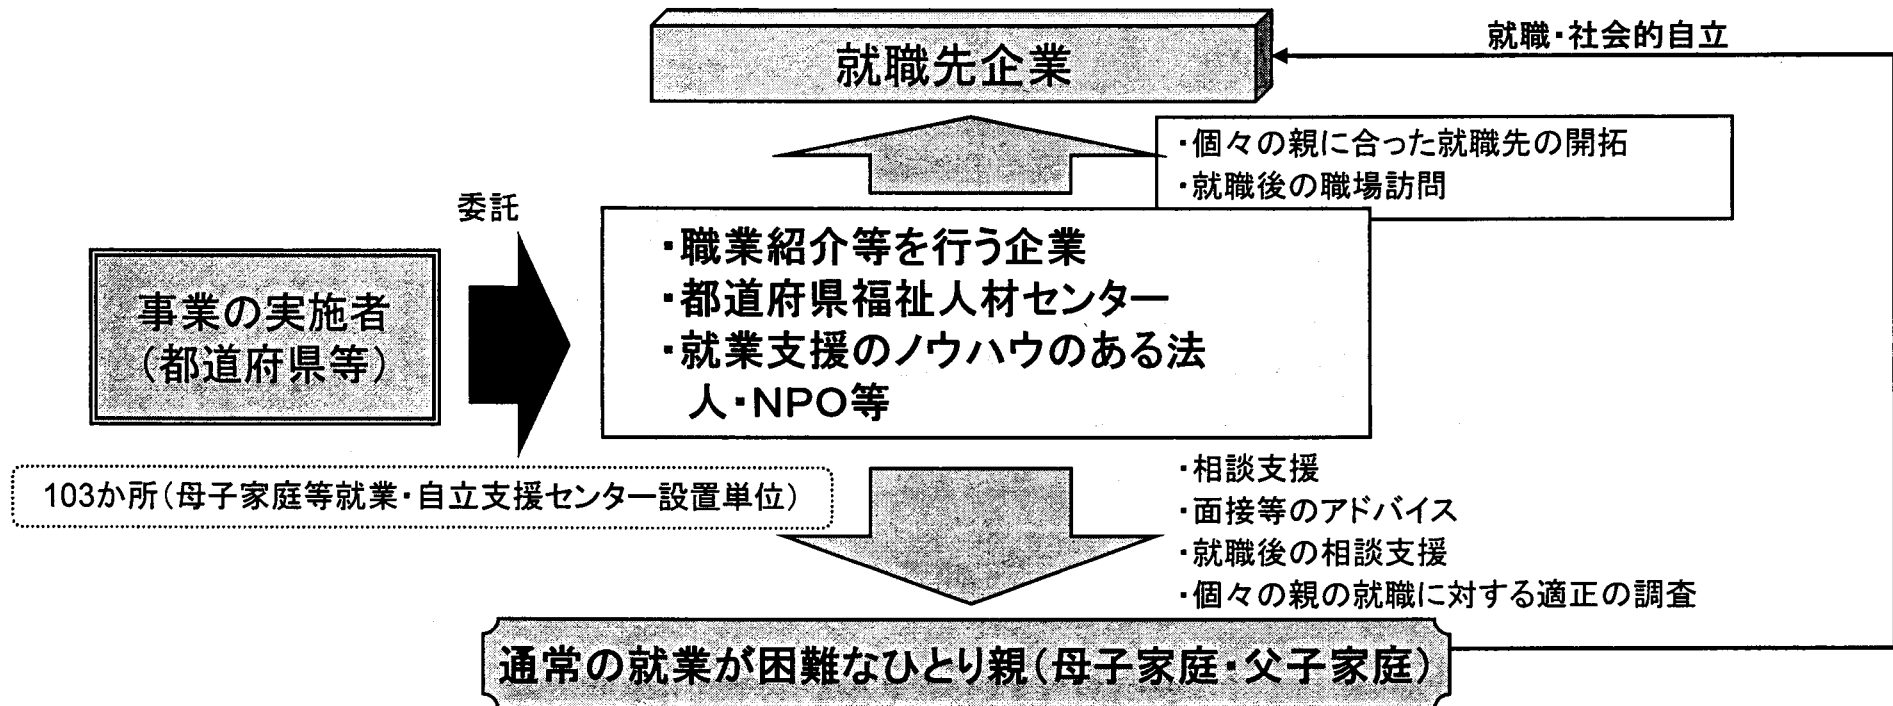 就職先企業
就職・社会的自立
・個々の親に合った就職先の開拓
・就職後の職場訪問
委託
事業の実施者
(都道府県等)
・職業紹介等を行う企業
・都道府県福祉人材センター
・就業支援のノウハウのある法
人・NPO等
103か所(母子家庭等就業・自立支援センター設置単位)
・相談支援
・面接等のアドバイス
・就職後の相談支援
・個々の親の就職に対する適正の調査
通常の就業が困難なひとり親(母子家庭・父子家庭)